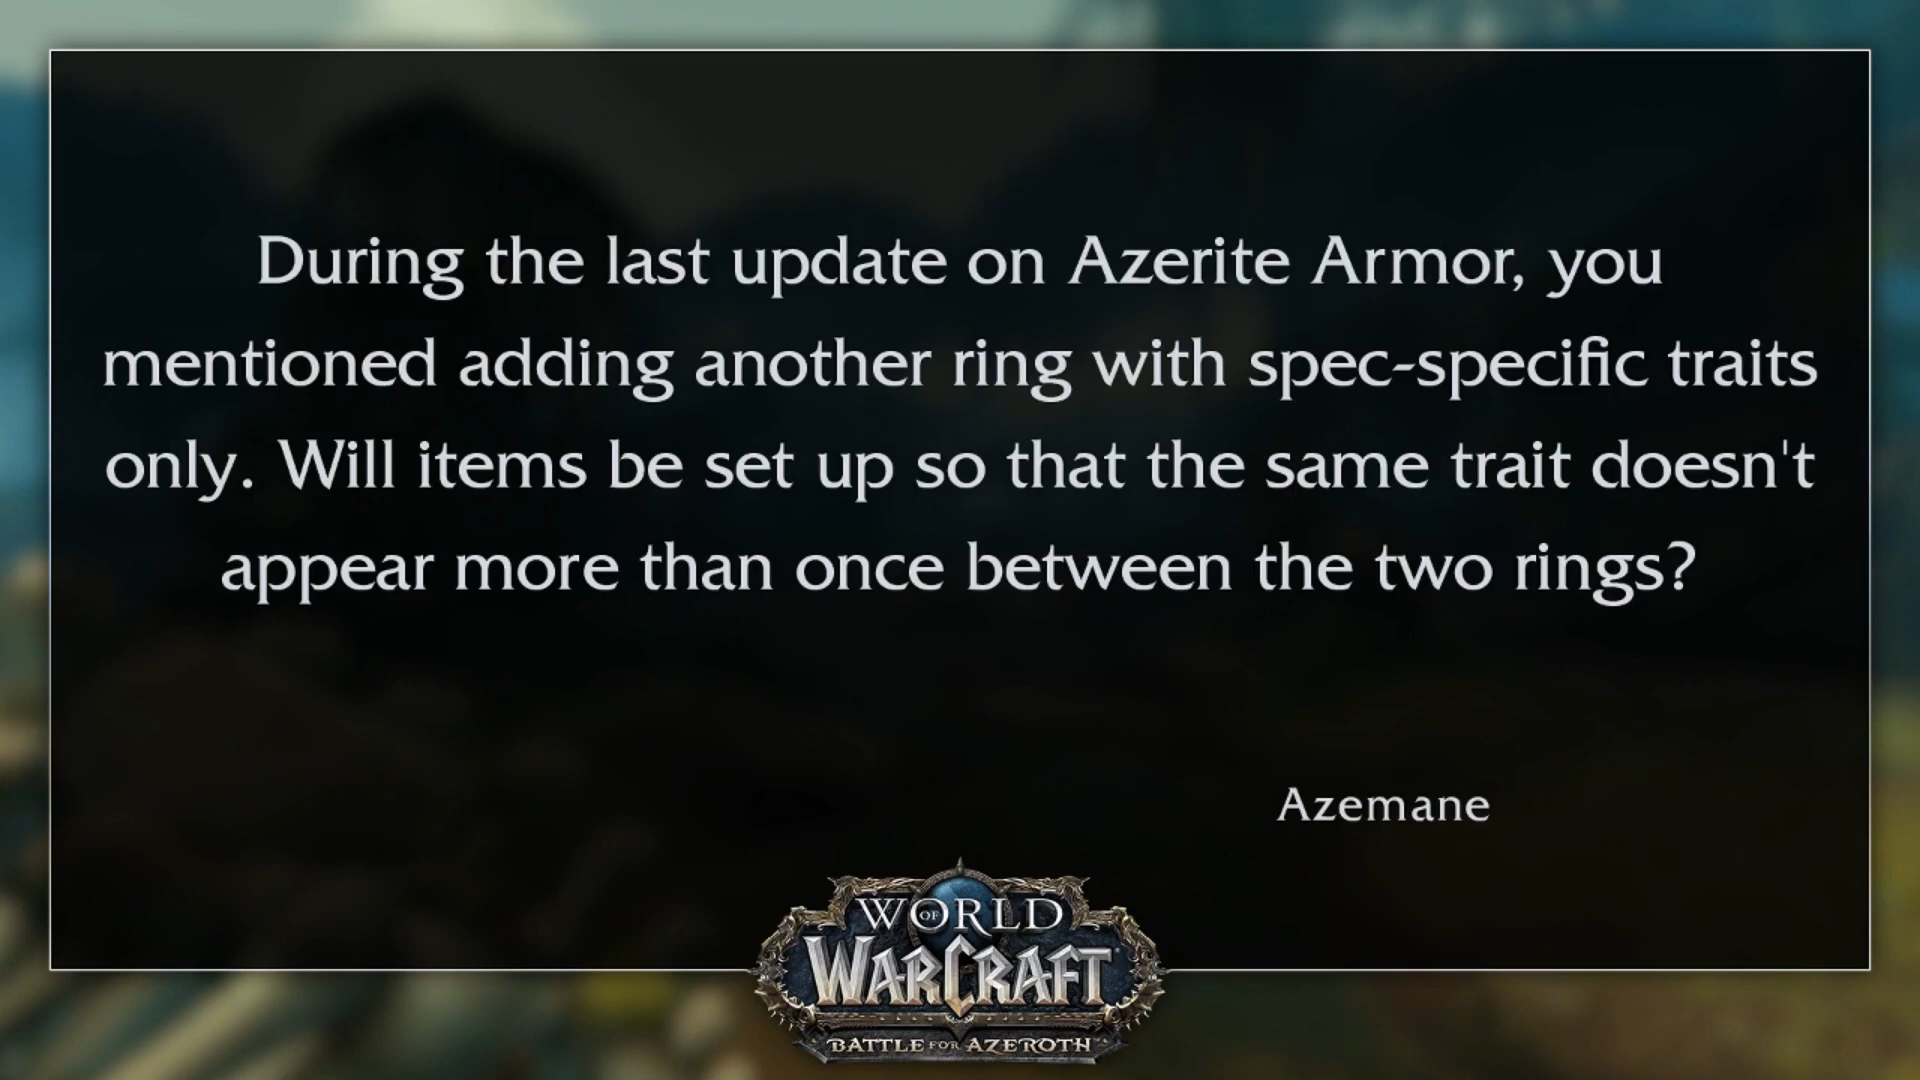 During the last update on Azerite Armor, you
mentioned adding another ring with spec-specific traits
only. Will items be set up so that the same trait doesn't
appear more than once between the two rings?
Azemane
WORLD
OF
WARCRAFT
BATTLE FOR AZEROTH